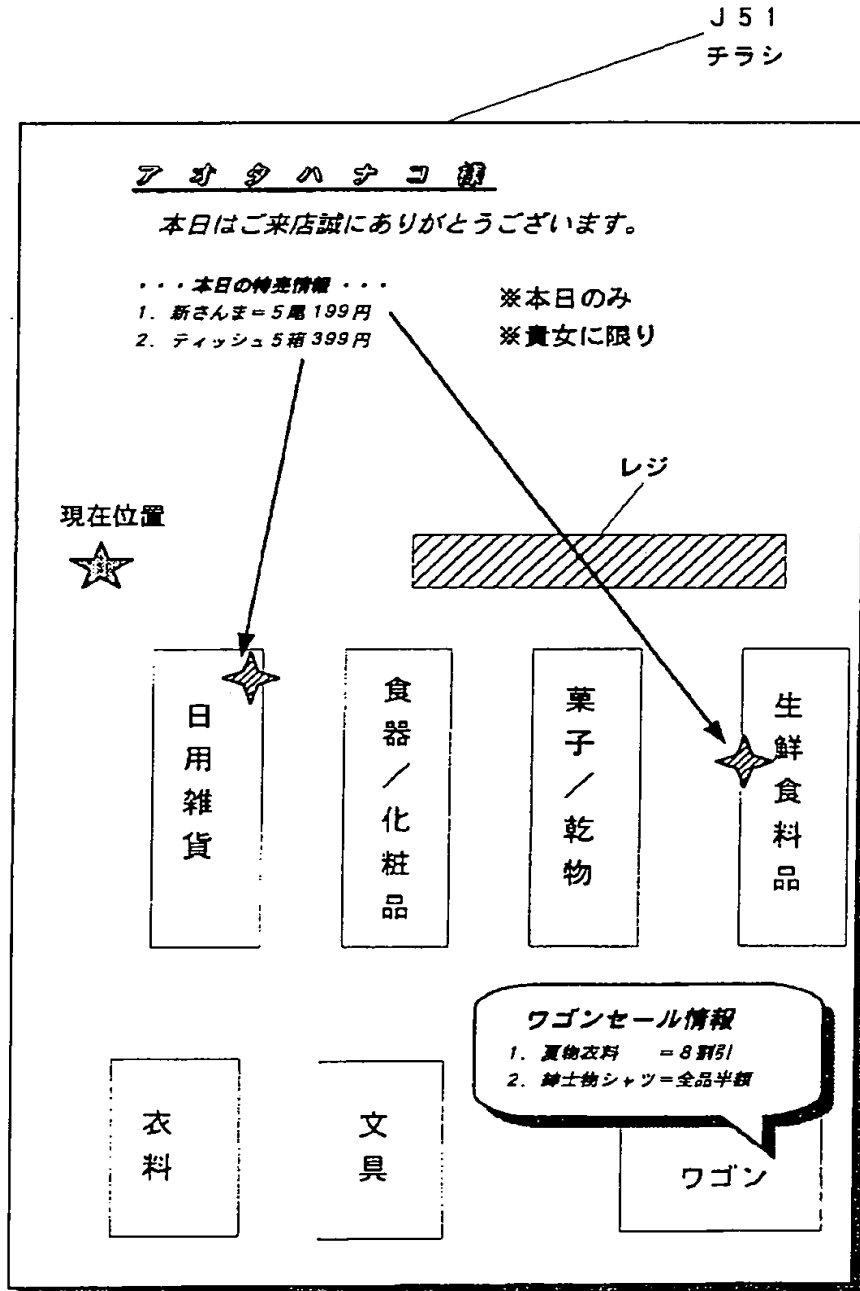 J51
チラシ
アオタハナコ様
本日はご来店誠にありがとうございます。
・・・本日の特売情報・・・
1. 新さんま=5尾199円
2. ティッシュ5箱399円
※本日のみ
※貴女に限り
レジ
現在位置
日用雑貨
食器/化粧品
菓子/乾物
生鮮食料品
ワゴンセール情報
1. 夏物衣料 =8割引
2. 紳士物シャツ=全品半額
衣料
文具
ワゴン